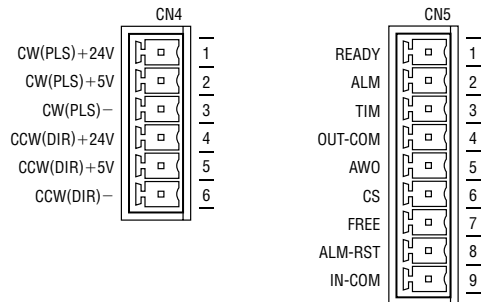 CN4
CW(PLS)+24V 1
CW(PLS)+5V 2
CW(PLS)− 3
CCW(DIR)+24V 4
CCW(DIR)+5V 5
CCW(DIR)− 6
CN5
READY 1
ALM 2
TIM 3
OUT-COM 4
AWO 5
CS 6
FREE 7
ALM-RST 8
IN-COM 9